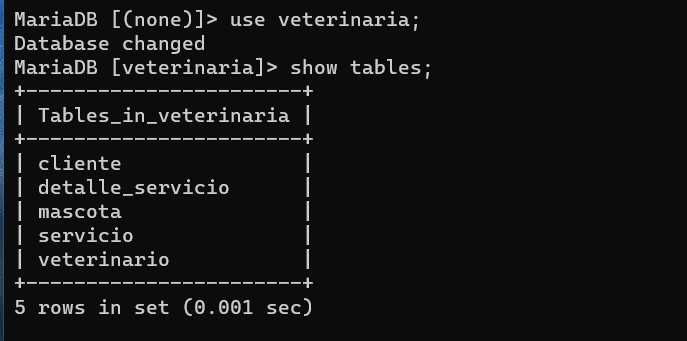 MariaDB [(none)]> use veterinaria;
Database changed
MariaDB [veterinaria]> show tables;
+-----------------------+
| Tables_in_veterinaria |
+-----------------------+
| cliente               |
| detalle_servicio      |
| mascota               |
| servicio              |
| veterinario           |
+-----------------------+
5 rows in set (0.001 sec)